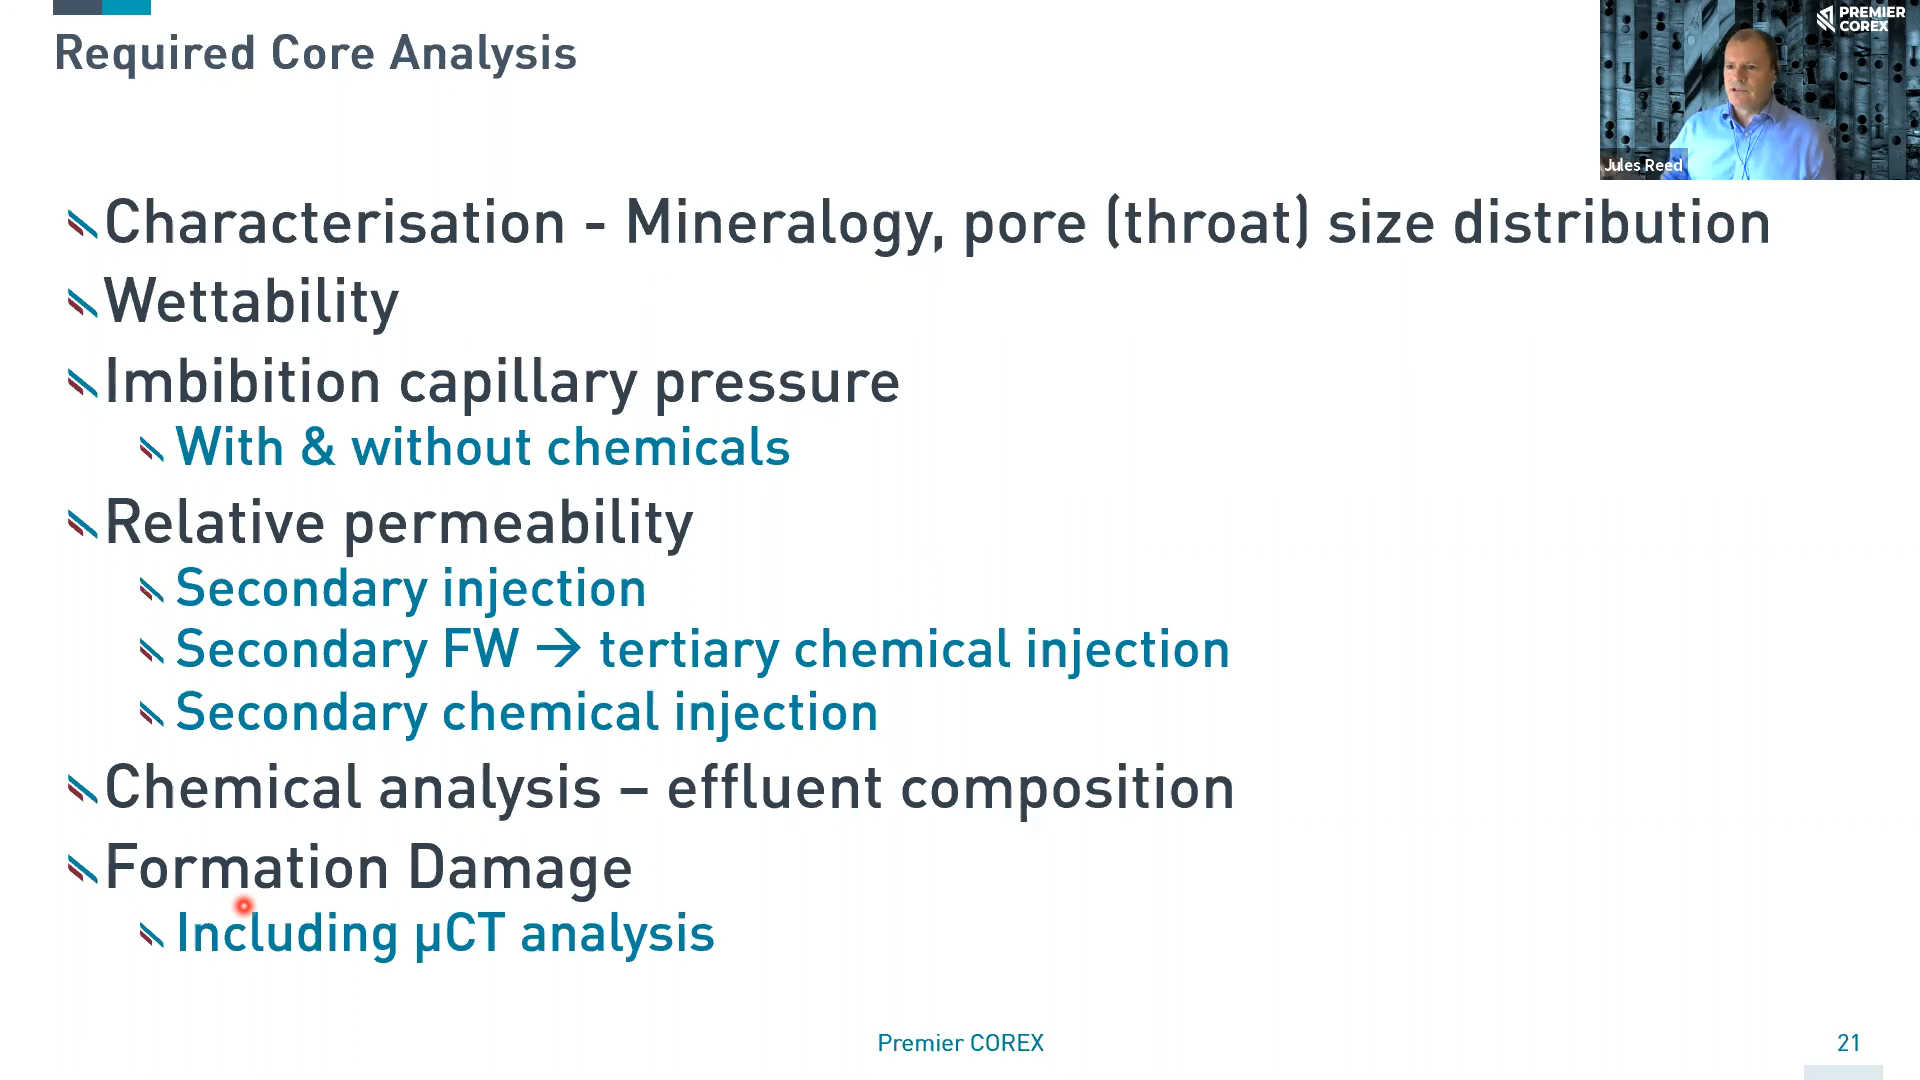 Required Core Analysis
PREMIER
COREX
Jules Reed
Characterisation - Mineralogy, pore (throat) size distribution
Wettability
Imbibition capillary pressure
With & without chemicals
Relative permeability
Secondary injection
Secondary FW → tertiary chemical injection
Secondary chemical injection
Chemical analysis – effluent composition
Formation Damage
Including µCT analysis
Premier COREX
21